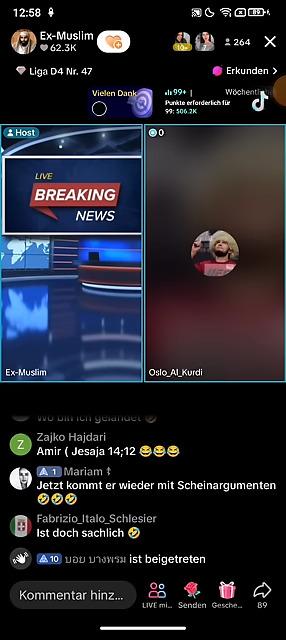 12:58
89
Ex-Muslim
62.3K
10+
264
Liga D4 Nr. 47
Erkunden >
Vielen Dank
99+ |
Punkte erforderlich für
99: 506.2K
Host
0
LIVE
BREAKING
NEWS
Ex-Muslim
Oslo_Al_Kurdi
Wo bin ich gelandet 🤣
Z
Zajko Hajdari
Amir ( Jesaja 14;12 😂😂😂
1 Mariam
Jetzt kommt er wieder mit Scheinargumenten
🤣🤣🤣
Fabrizio_Italo_Schlesier
Ist doch sachlich 🤣
10 บอย บางพรม ist beigetreten
Kommentar hinz...
LIVE mi...
Senden
Gesche...
89